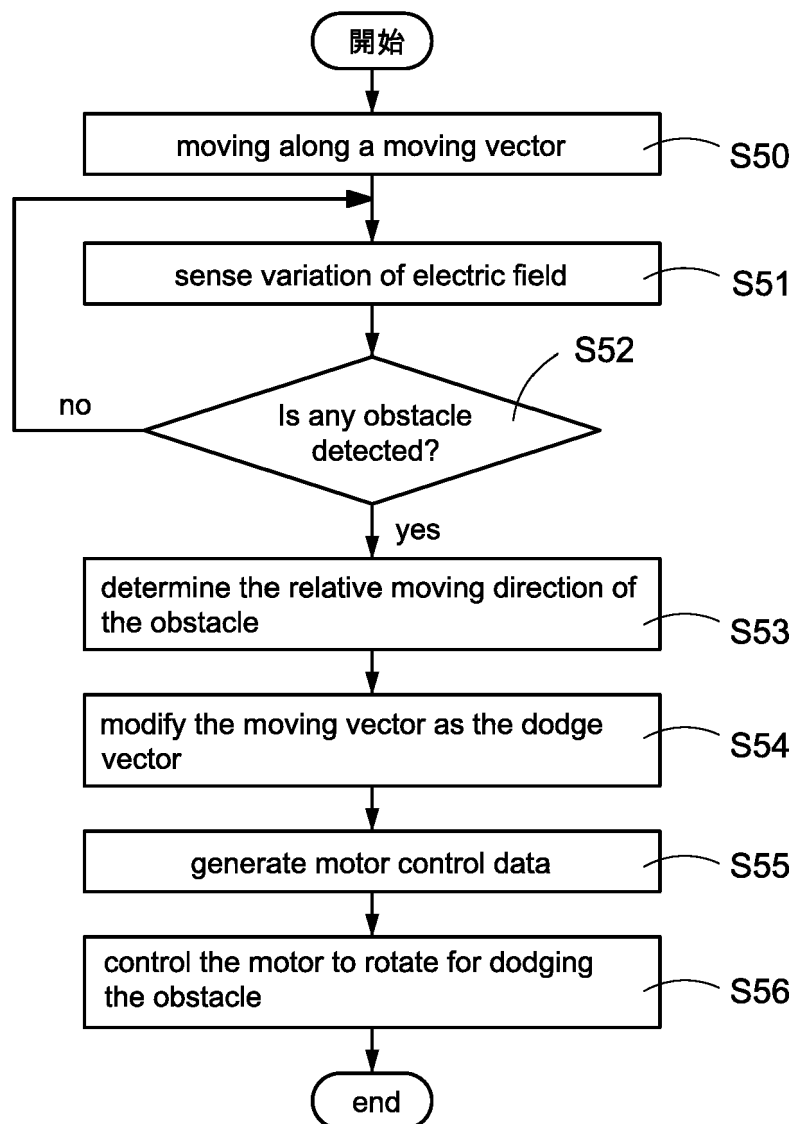 開始
moving along a moving vector
S50
sense variation of electric field
S51
S52
no
Is any obstacle
detected?
yes
determine the relative moving direction of
the obstacle
S53
modify the moving vector as the dodge
vector
S54
generate motor control data
S55
control the motor to rotate for dodging
the obstacle
S56
end